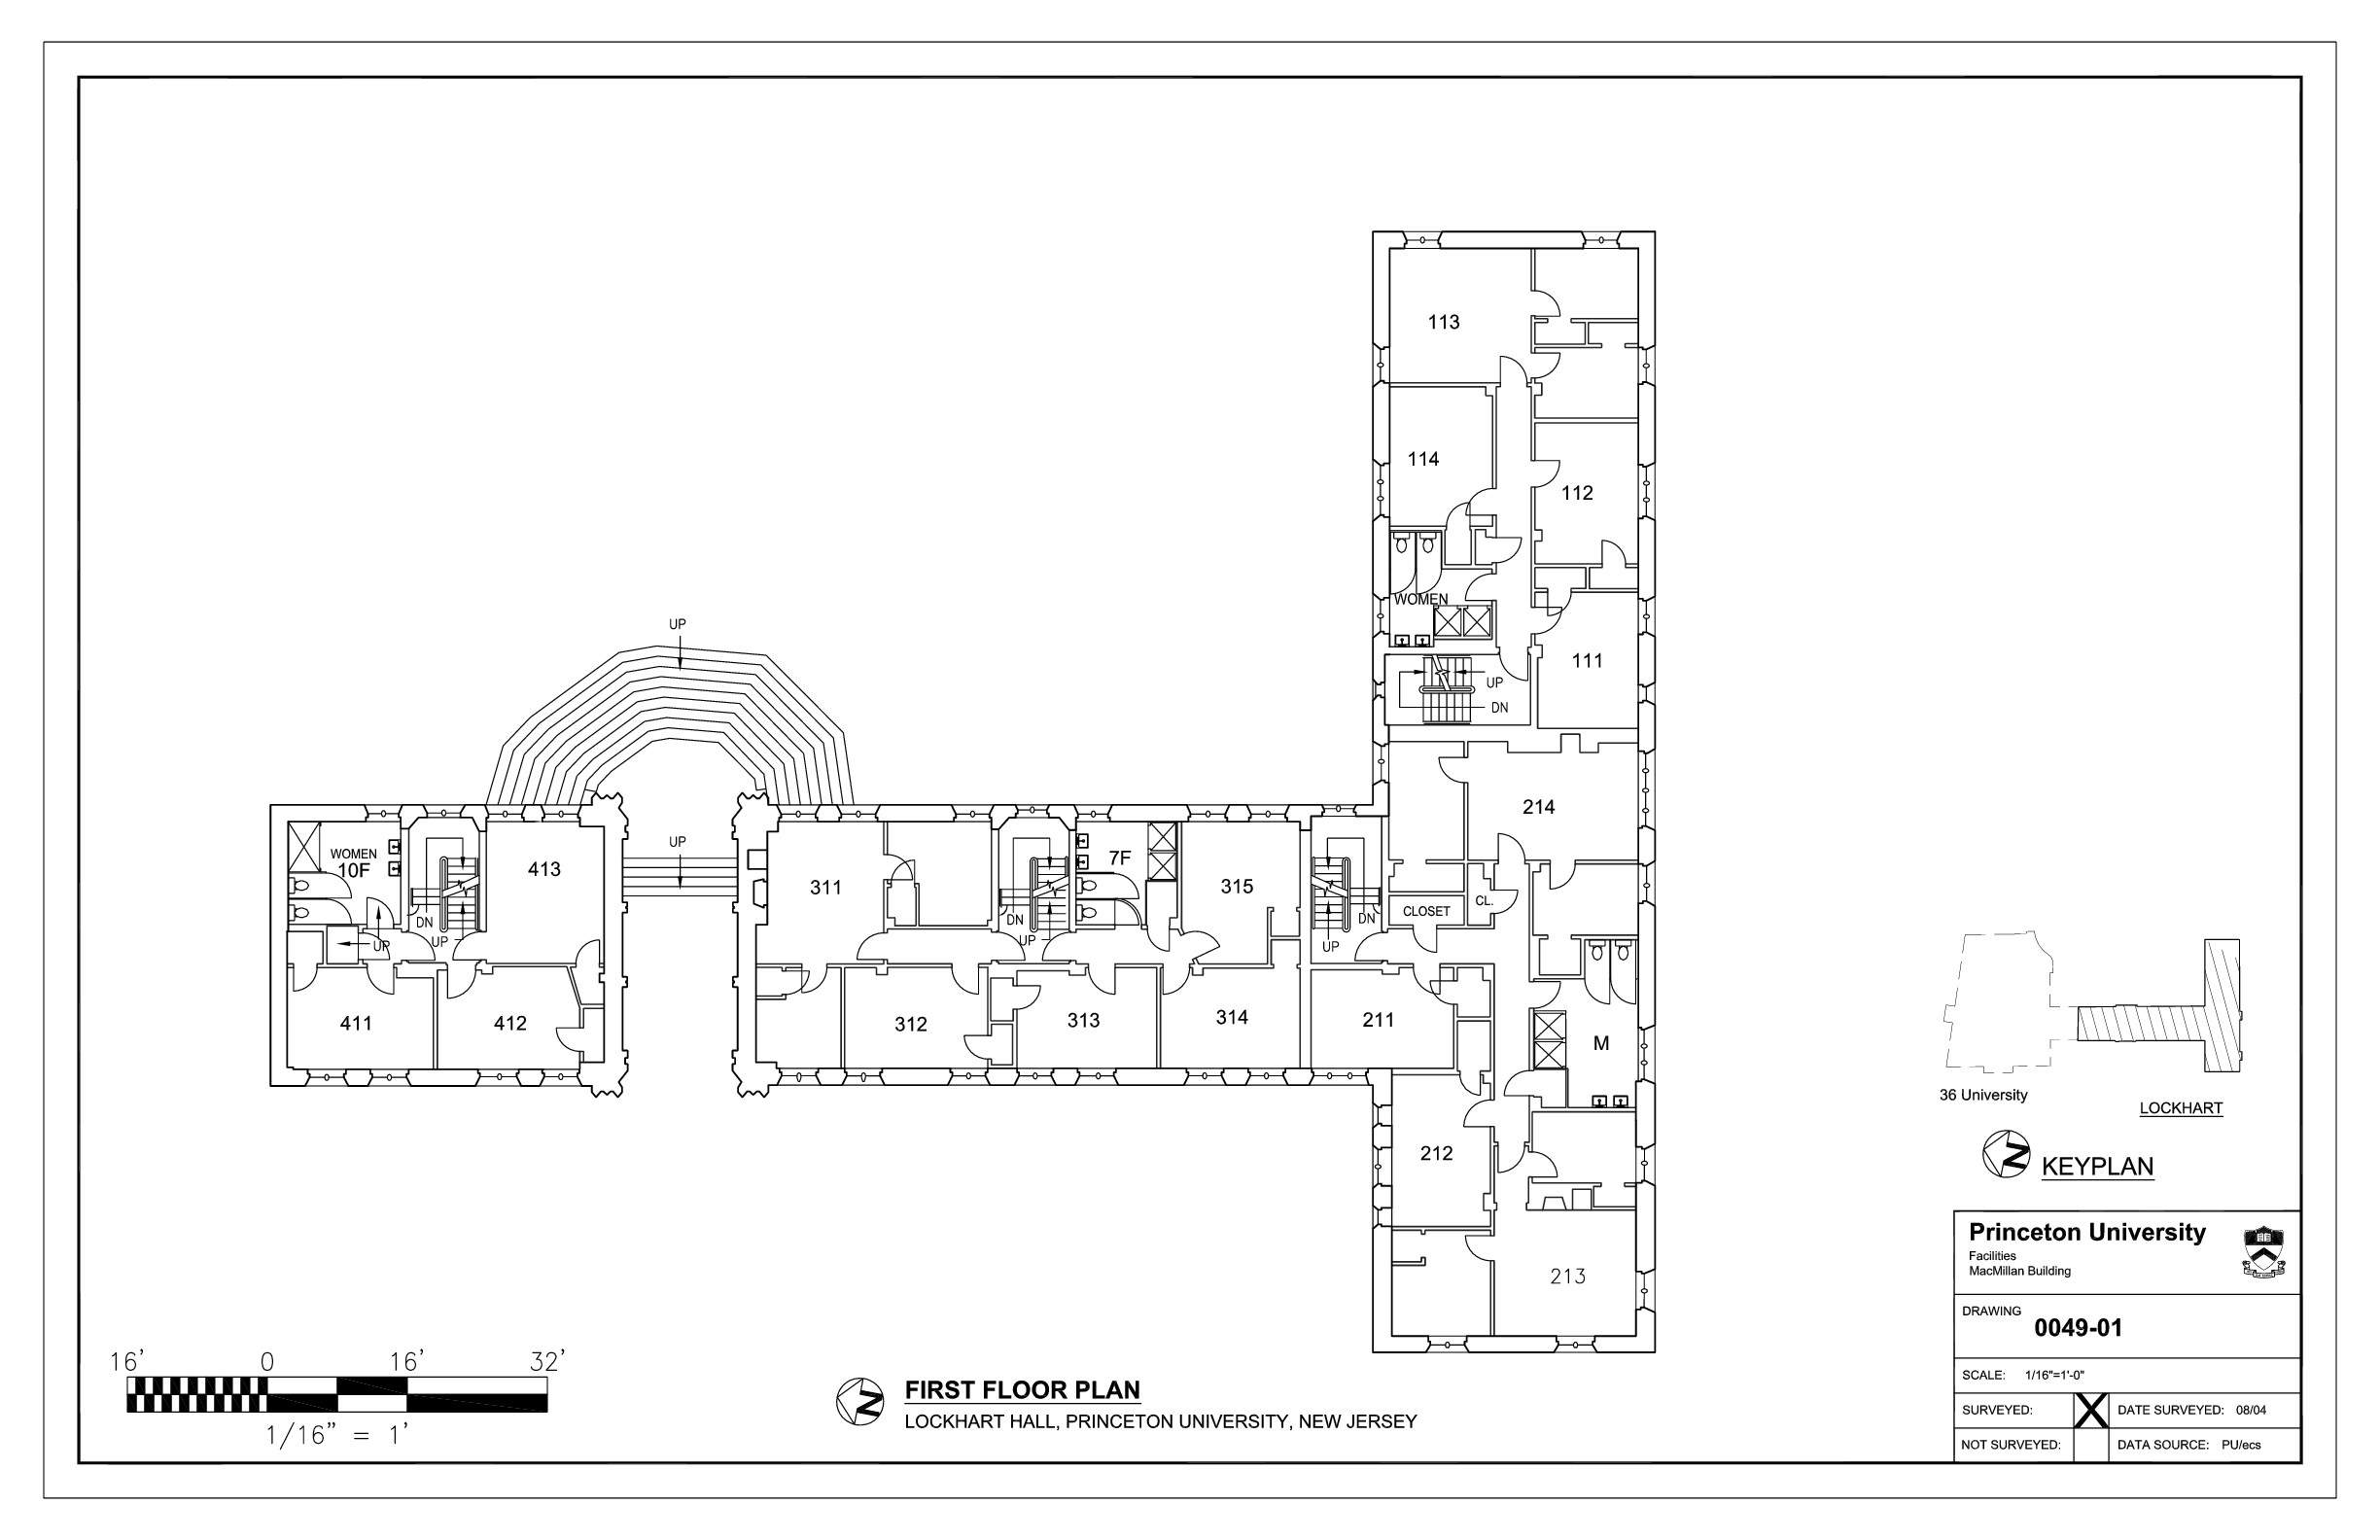 113
114
112
WOMEN
111
UP
DN
UP
214
UP
WOMEN
10F
413
311
7F
315
CL.
CLOSET
DN
UP
UP
DN
UP
DN
UP
411
412
312
313
314
211
M
212
213
36 University
LOCKHART
N KEYPLAN
Princeton University
Facilities
MacMillan Building
DRAWING
0049-01
SCALE: 1/16"=1'-0"
SURVEYED: X DATE SURVEYED: 08/04
NOT SURVEYED: DATA SOURCE: PU/ecs
16' 0 16' 32'
1/16" = 1'
N FIRST FLOOR PLAN
LOCKHART HALL, PRINCETON UNIVERSITY, NEW JERSEY